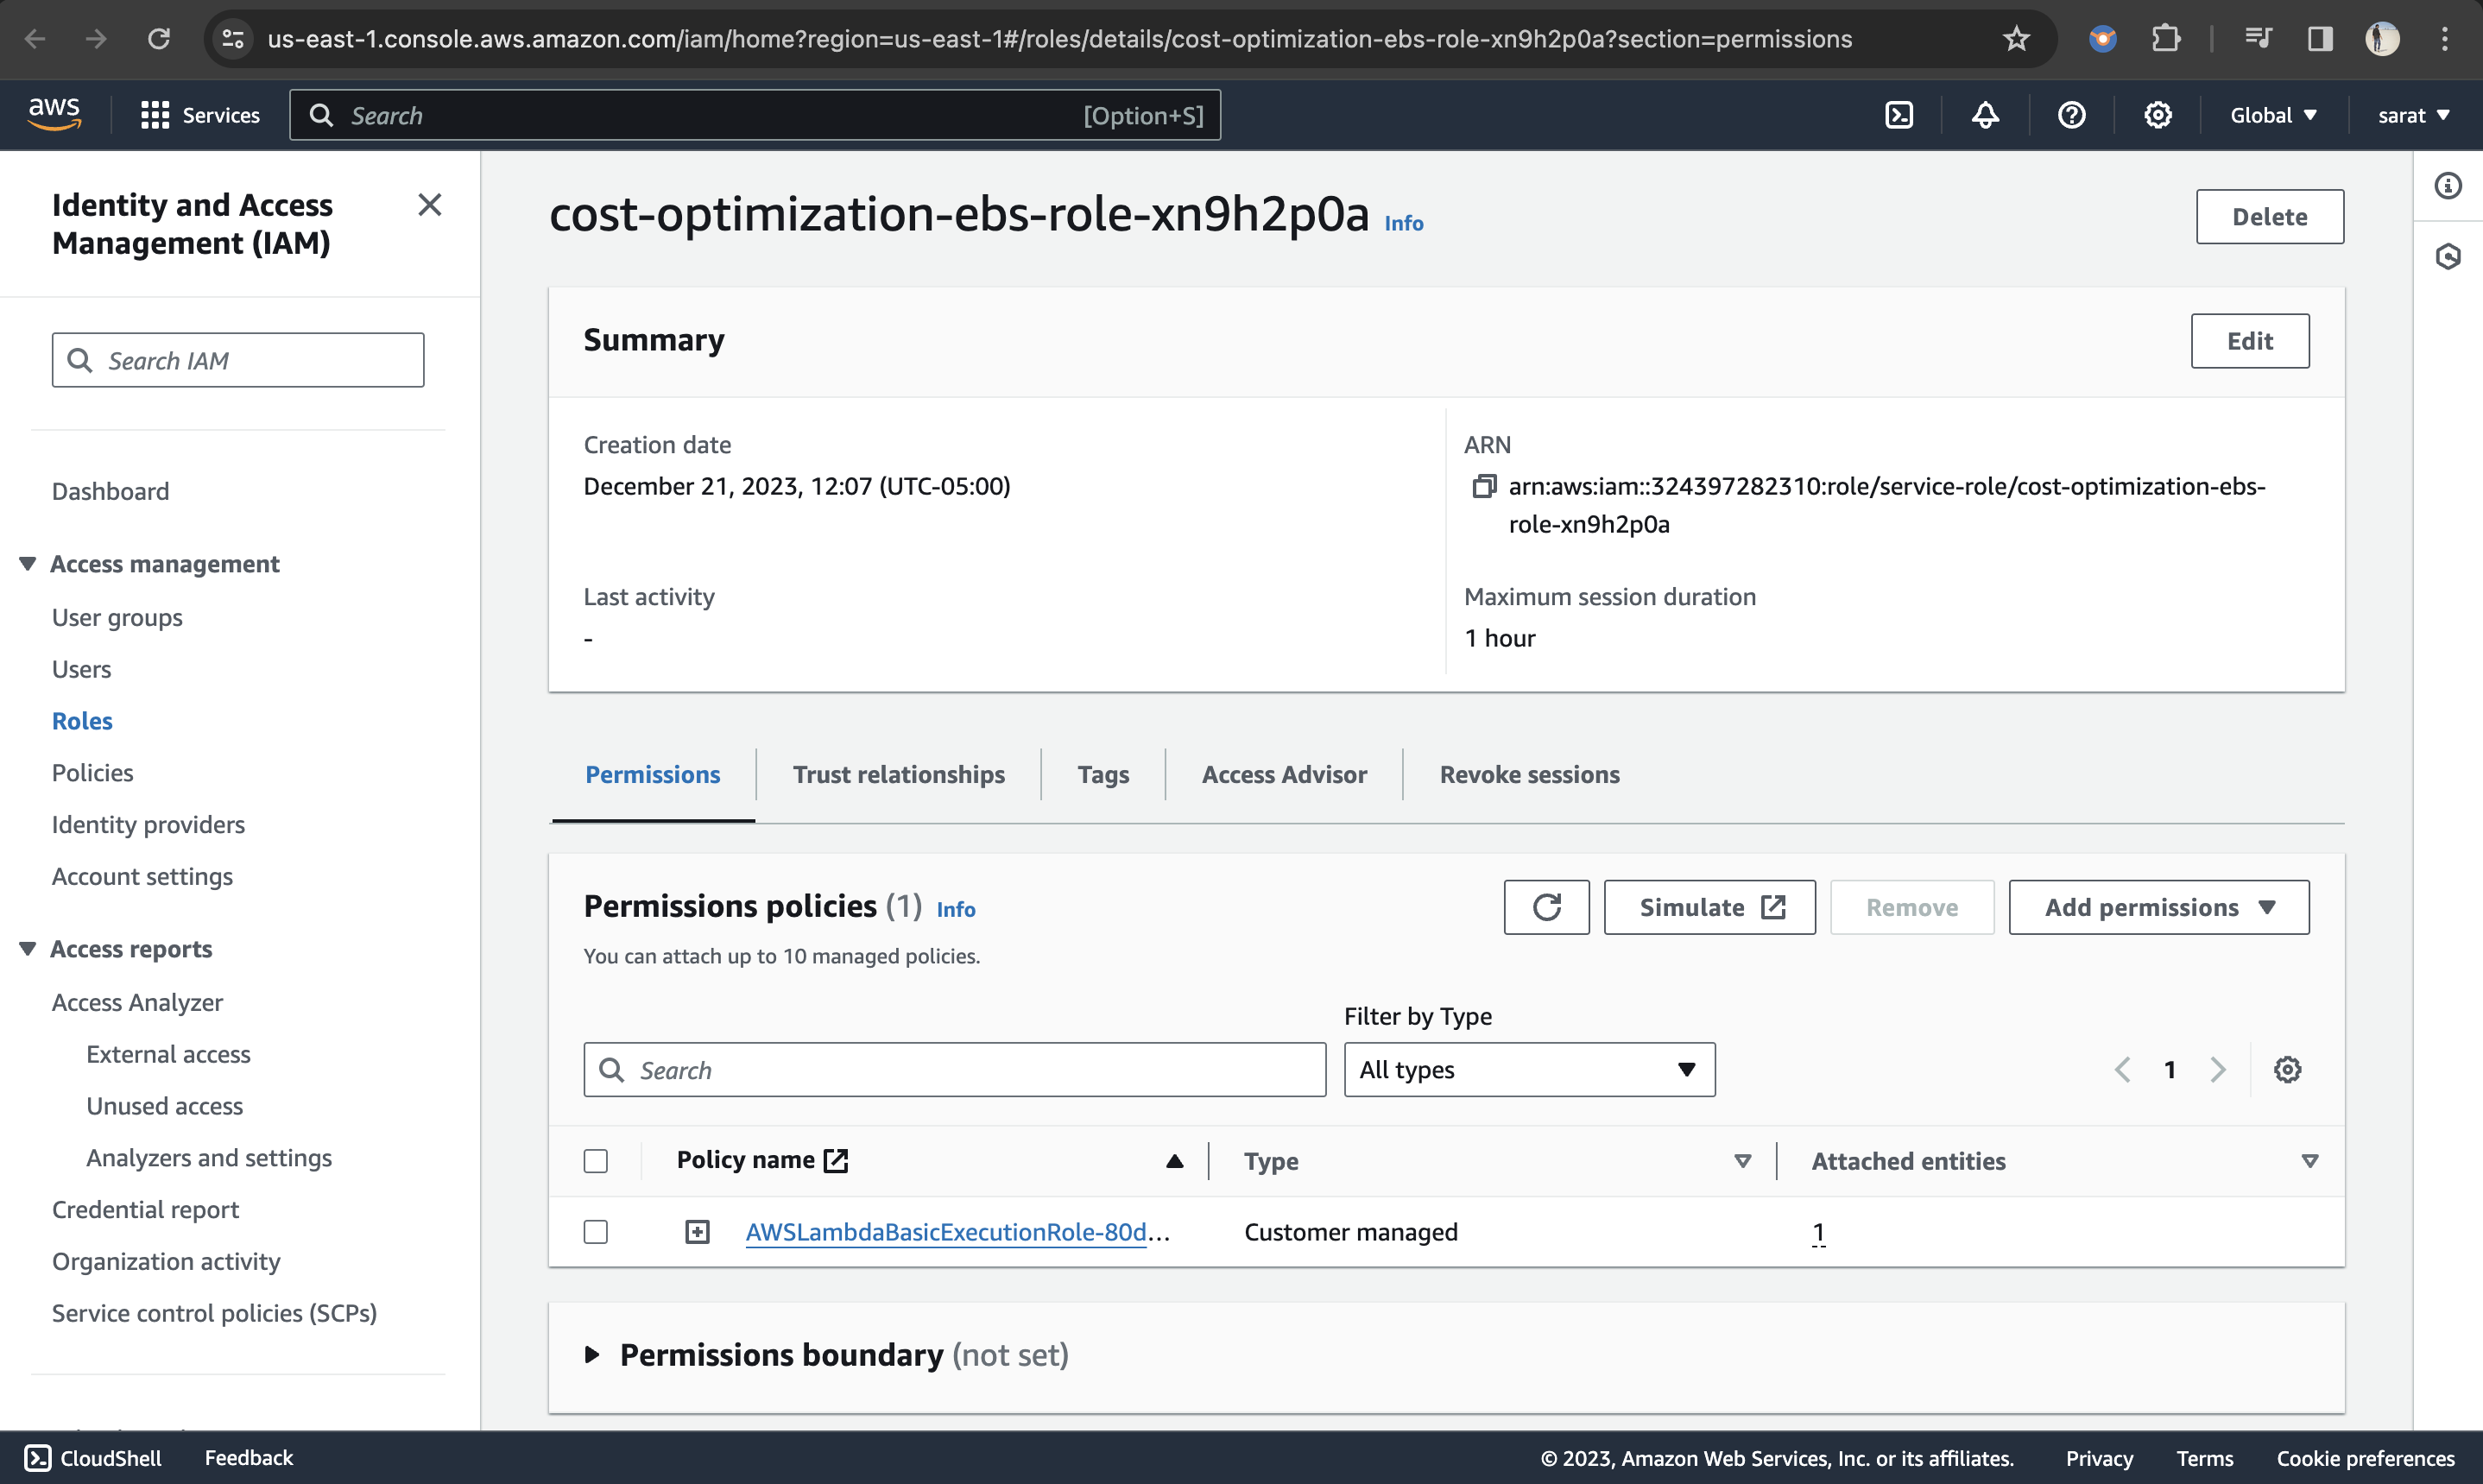 us-east-1.console.aws.amazon.com/iam/home?region=us-east-1#/roles/details/cost-optimization-ebs-role-xn9h2p0a?section=permissions
aws
Services
Search
[Option+S]
Global
sarat
Identity and Access
Management (IAM)
Search IAM
Dashboard
Access management
User groups
Users
Roles
Policies
Identity providers
Account settings
Access reports
Access Analyzer
External access
Unused access
Analyzers and settings
Credential report
Organization activity
Service control policies (SCPs)
cost-optimization-ebs-role-xn9h2p0a Info
Delete
Summary
Edit
Creation date
December 21, 2023, 12:07 (UTC-05:00)
ARN
arn:aws:iam::324397282310:role/service-role/cost-optimization-ebs-
role-xn9h2p0a
Last activity
-
Maximum session duration
1 hour
Permissions
Trust relationships
Tags
Access Advisor
Revoke sessions
Permissions policies (1) Info
You can attach up to 10 managed policies.
Simulate
Remove
Add permissions
Filter by Type
Search
All types
1
Policy name
Type
Attached entities
AWSLambdaBasicExecutionRole-80d...
Customer managed
1
Permissions boundary (not set)
CloudShell
Feedback
© 2023, Amazon Web Services, Inc. or its affiliates.
Privacy
Terms
Cookie preferences